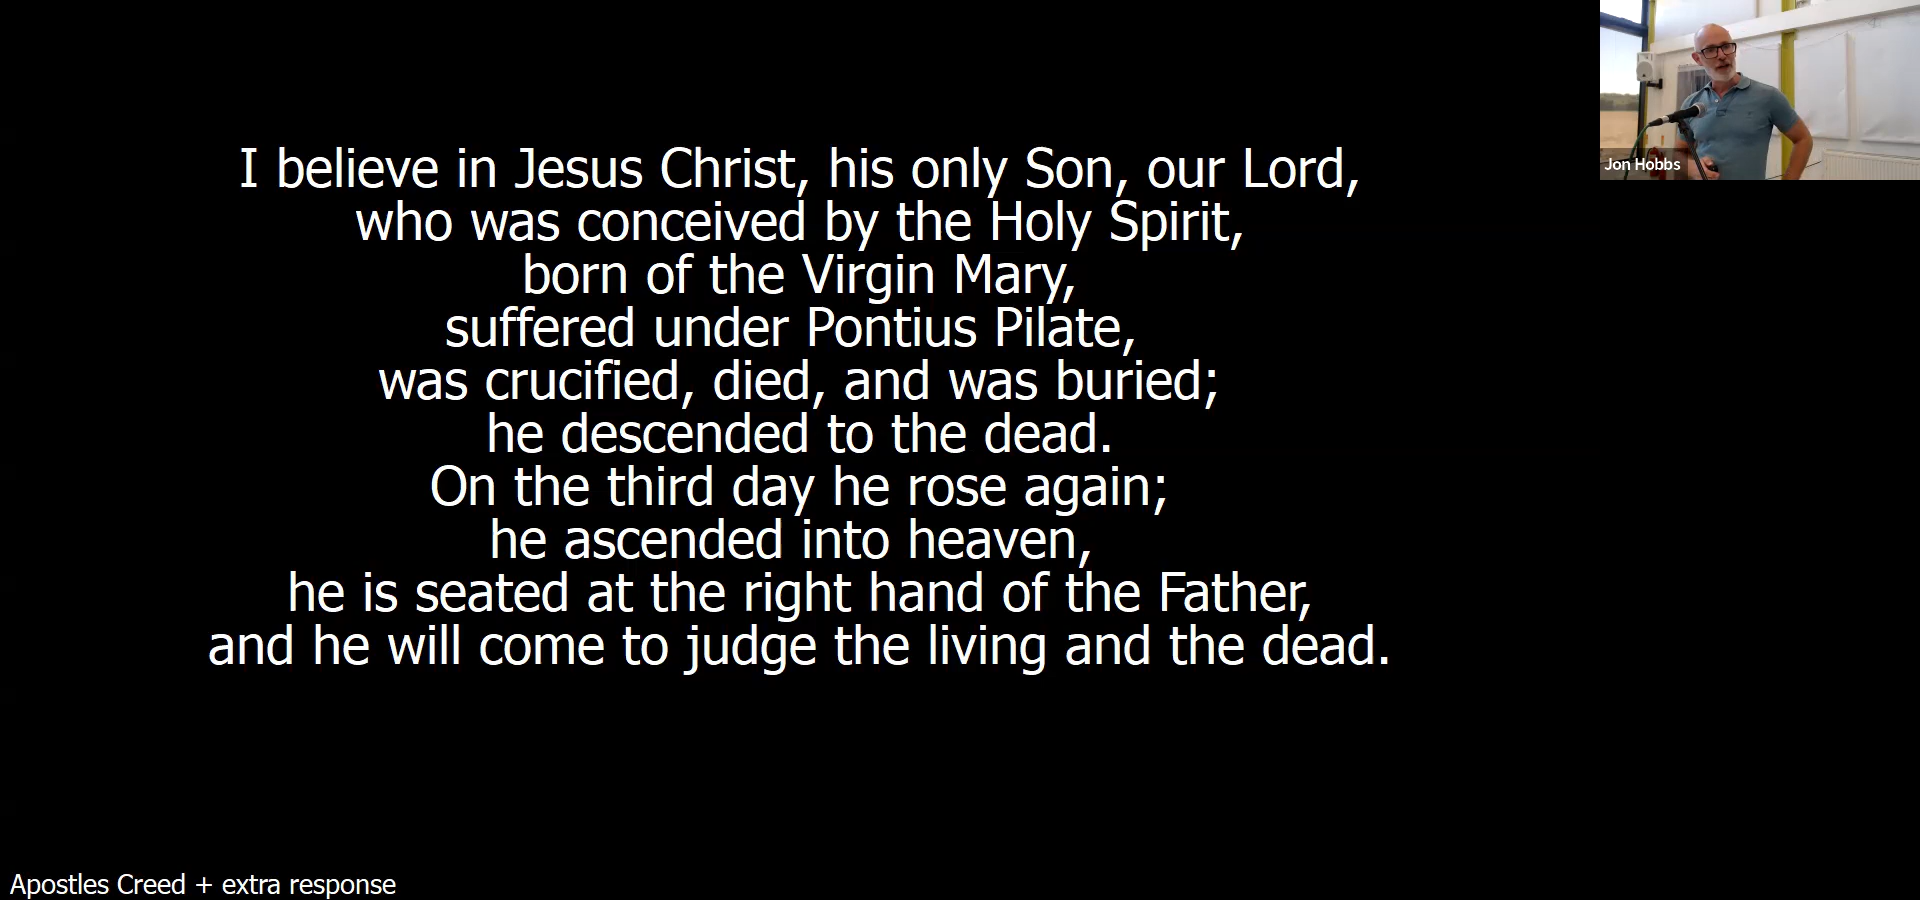 I believe in Jesus Christ, his only Son, our Lord,
who was conceived by the Holy Spirit,
born of the Virgin Mary,
suffered under Pontius Pilate,
was crucified, died, and was buried;
he descended to the dead.
On the third day he rose again;
he ascended into heaven,
he is seated at the right hand of the Father,
and he will come to judge the living and the dead.
Jon Hobbs
Apostles Creed + extra response